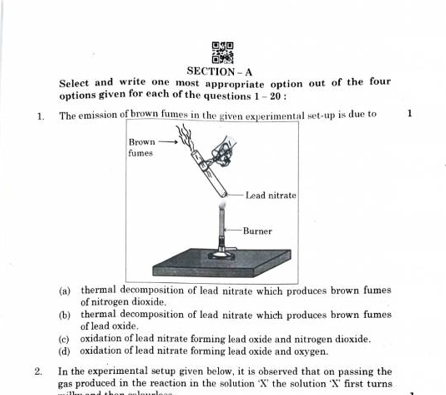 SECTION – A
Select and write one most appropriate option out of the four
options given for each of the questions 1 – 20 :
1. The emission of brown fumes in the given experimental set-up is due to 1
Brown
fumes
Lead nitrate
Burner
(a) thermal decomposition of lead nitrate which produces brown fumes
of nitrogen dioxide.
(b) thermal decomposition of lead nitrate which produces brown fumes
of lead oxide.
(c) oxidation of lead nitrate forming lead oxide and nitrogen dioxide.
(d) oxidation of lead nitrate forming lead oxide and oxygen.
2. In the experimental setup given below, it is observed that on passing the
gas produced in the reaction in the solution 'X' the solution 'X' first turns
milky and then colourless